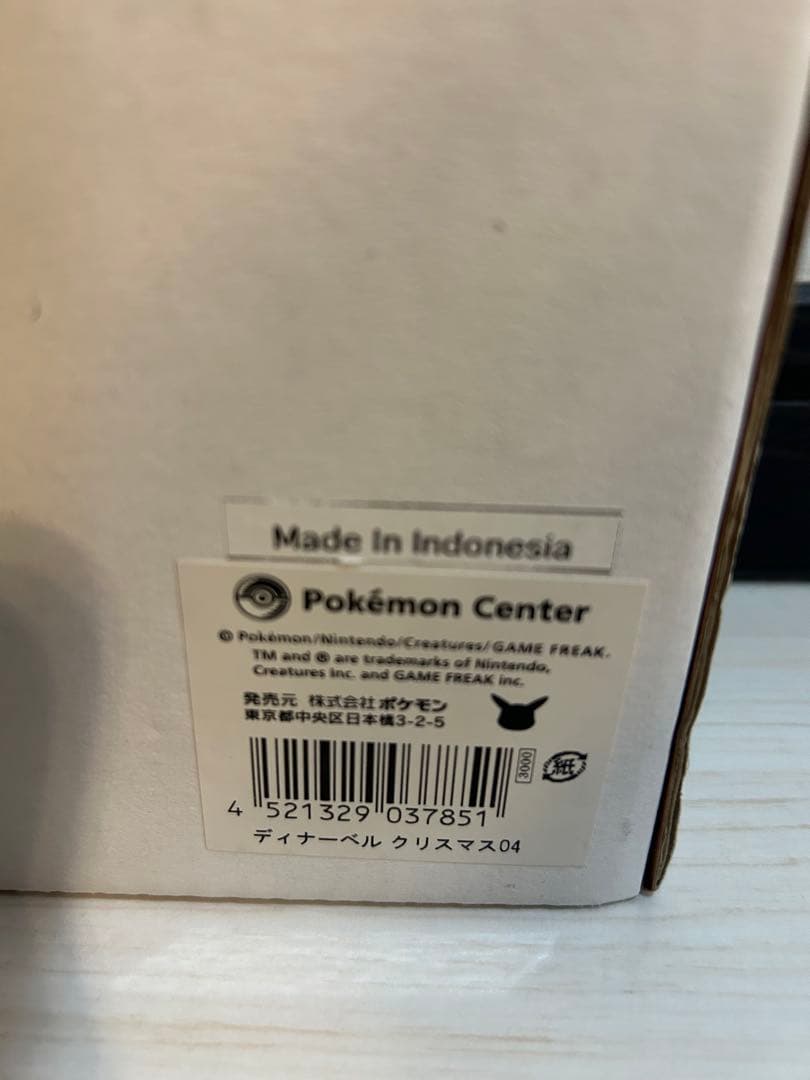 Made In Indonesia
Pokémon Center
© Pokémon/Nintendo/Creatures/GAME FREAK.
TM and ® are trademarks of Nintendo,
Creatures Inc. and GAME FREAK inc.
発売元 株式会社ポケモン
東京都中央区日本橋3-2-5
3000
紙
4 521329 037851
ディナーベル クリスマス04